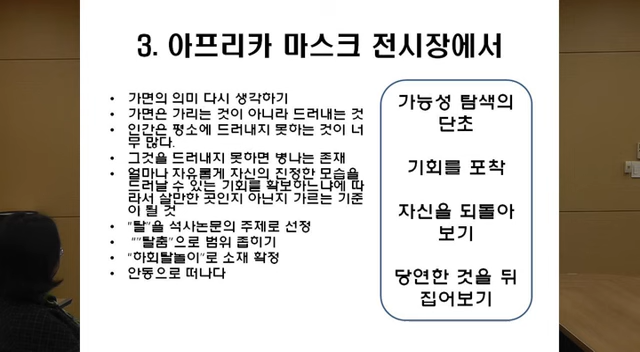 3. 아프리카 마스크 전시장에서
• 가면의 의미 다시 생각하기
• 가면은 가리는 것이 아니라 드러내는 것
• 인간은 평소에 드러내지 못하는 것이 너
무 많다.
• 그것을 드러내지 못하면 병나는 존재
• 얼마나 자유롭게 자신의 진정한 모습을
드러낼 수 있는 기회를 확보하느냐에 따
라서 살만한 곳인지 아닌지 가르는 기준
이 될 것
• "탈"을 석사논문의 주제로 선정
• ""탈춤"으로 범위 좁히기
• "하회탈놀이"로 소재 확정
• 안동으로 떠나다
가능성 탐색의
단초
기회를 포착
자신을 되돌아
보기
당연한 것을 뒤
집어보기